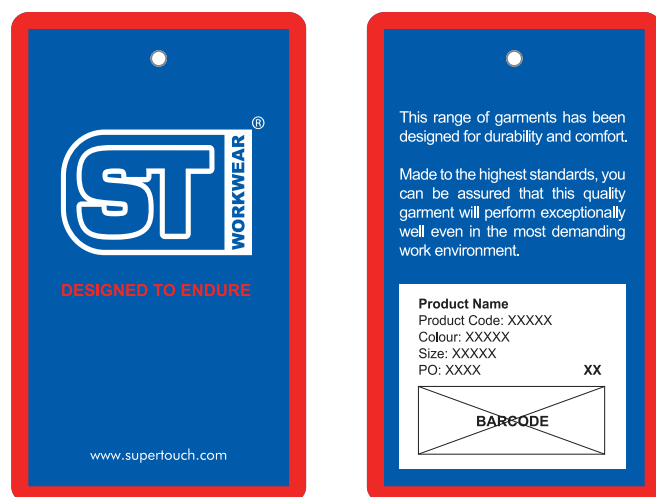 ST
WORKWEAR
®
DESIGNED TO ENDURE
www.supertouch.com
This range of garments has been
designed for durability and comfort.
Made to the highest standards, you
can be assured that this quality
garment will perform exceptionally
well even in the most demanding
work environment.
Product Name
Product Code: XXXXX
Colour: XXXXX
Size: XXXXX
PO: XXXX XX
BARCODE